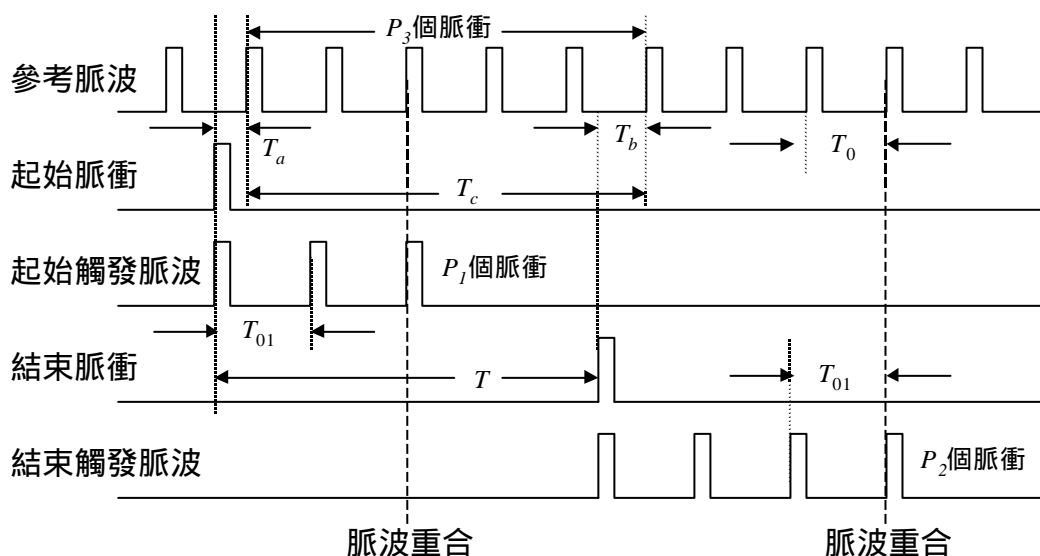 P₃個脈衝
參考脈波
Tₐ
T_b
T₀
起始脈衝
T_c
起始觸發脈波
P₁個脈衝
T₀₁
結束脈衝
T
T₀₁
結束觸發脈波
P₂個脈衝
脈波重合
脈波重合